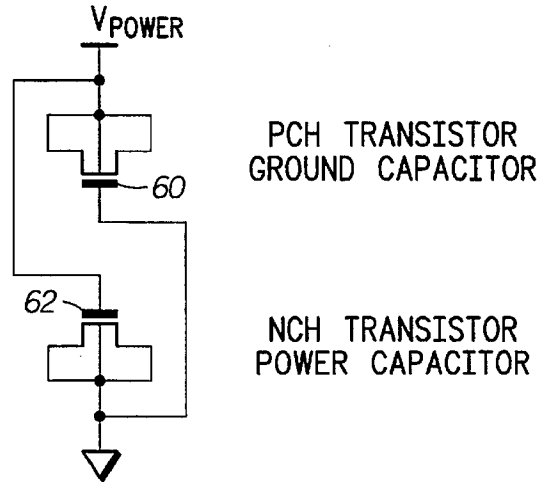 VPOWER
PCH TRANSISTOR
GROUND CAPACITOR
60
62
NCH TRANSISTOR
POWER CAPACITOR